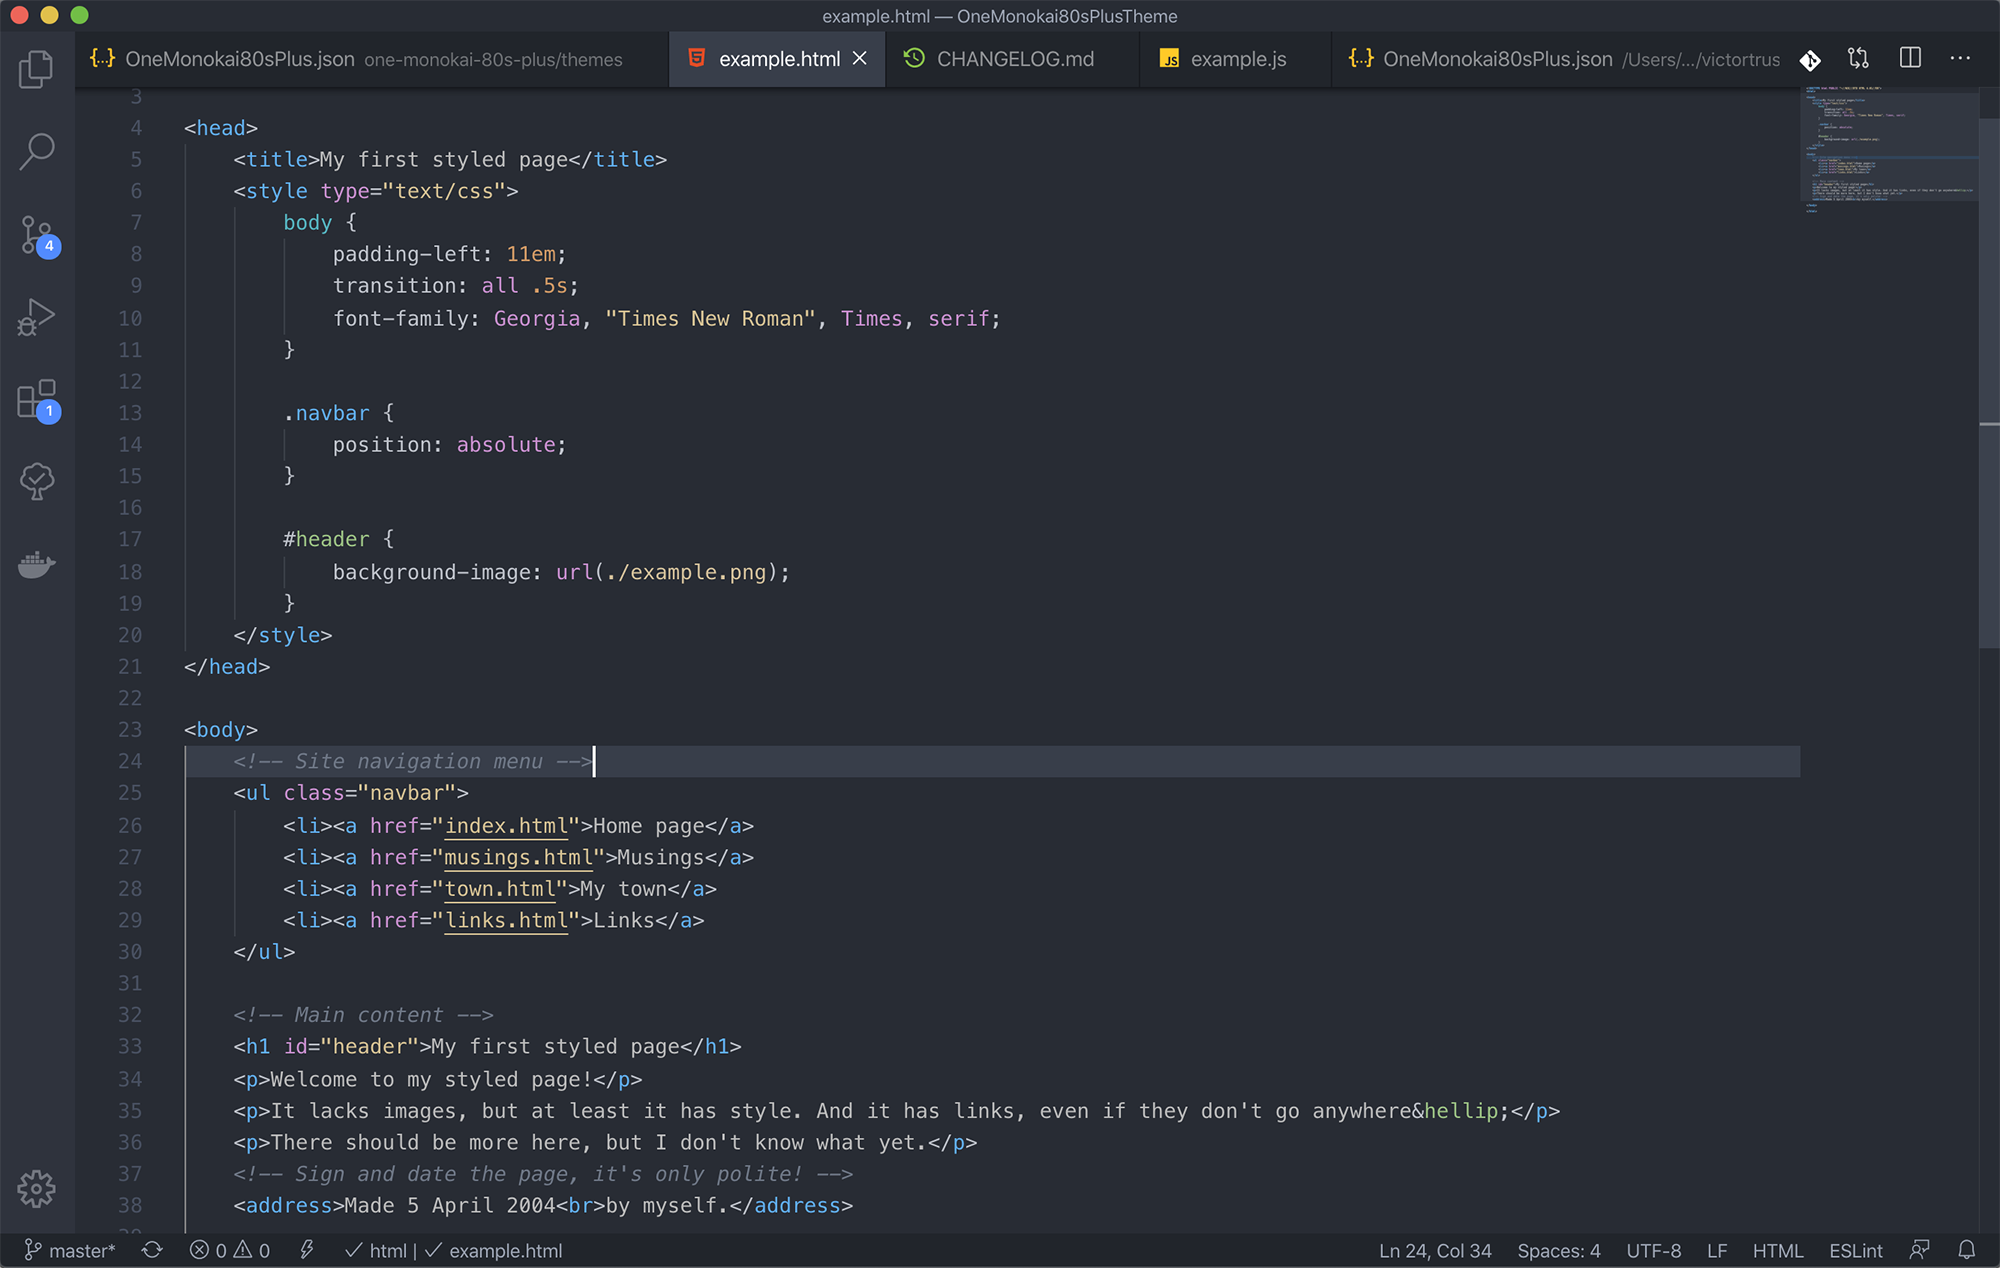 example.html — OneMonokai80sPlusTheme
{..} OneMonokai80sPlus.json one-monokai-80s-plus/themes
example.html
CHANGELOG.md
JS example.js
{..} OneMonokai80sPlus.json /Users/.../victortrus
3
4 <head>
5 <title>My first styled page</title>
6 <style type="text/css">
7 body {
8 padding-left: 11em;
9 transition: all .5s;
10 font-family: Georgia, "Times New Roman", Times, serif;
11 }
12
13 .navbar {
14 position: absolute;
15 }
16
17 #header {
18 background-image: url(./example.png);
19 }
20 </style>
21 </head>
22
23 <body>
24 <!-- Site navigation menu -->
25 <ul class="navbar">
26 <li><a href="index.html">Home page</a>
27 <li><a href="musings.html">Musings</a>
28 <li><a href="town.html">My town</a>
29 <li><a href="links.html">Links</a>
30 </ul>
31
32 <!-- Main content -->
33 <h1 id="header">My first styled page</h1>
34 <p>Welcome to my styled page!</p>
35 <p>It lacks images, but at least it has style. And it has links, even if they don't go anywhere&hellip;</p>
36 <p>There should be more here, but I don't know what yet.</p>
37 <!-- Sign and date the page, it's only polite! -->
38 <address>Made 5 April 2004<br>by myself.</address>
4
1
master* 0 0 html | example.html
Ln 24, Col 34 Spaces: 4 UTF-8 LF HTML ESLint